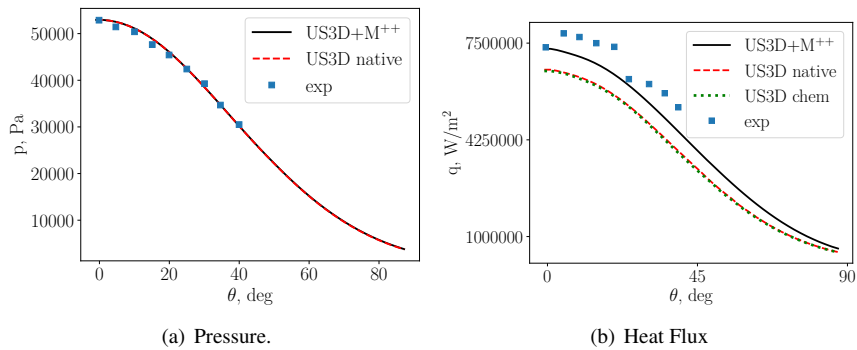 50000
40000
30000
20000
10000
p, Pa
0
20
40
60
80
θ, deg
US3D+M⁺⁺
US3D native
exp
(a) Pressure.
7500000
4250000
1000000
q, W/m²
0
45
90
θ, deg
US3D+M⁺⁺
US3D native
US3D chem
exp
(b) Heat Flux